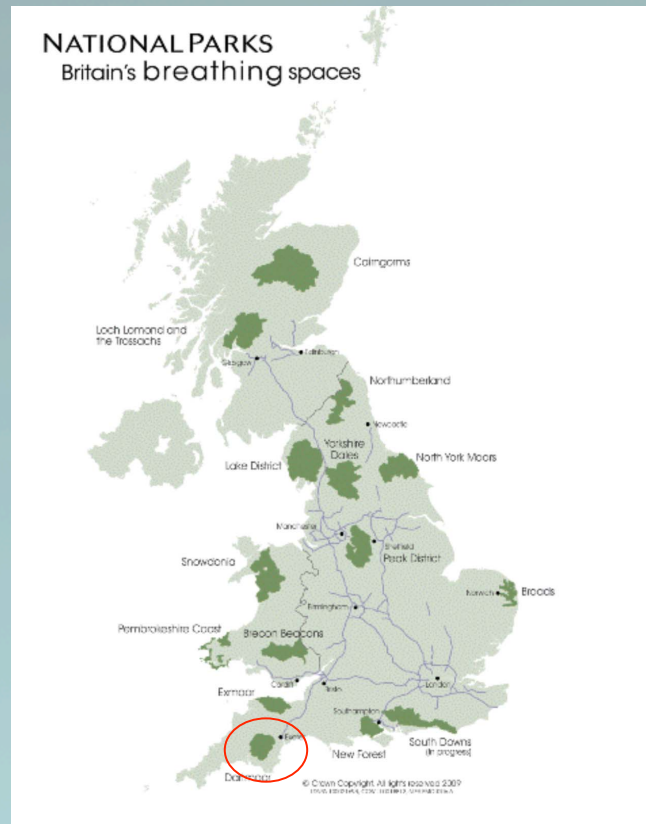 NATIONAL PARKS
Britain's breathing spaces
Cairngorms
Loch Lomond and
the Trossachs
Glasgow
Edinburgh
Northumberland
Newcastle
Yorkshire
Dales
Lake District
North York Moors
Manchester
Sheffield
Peak District
Snowdonia
Norwich
Broads
Birmingham
Pembrokeshire Coast
Brecon Beacons
Cardiff
Bristol
London
Exmoor
Southampton
Exeter
South Downs
(in progress)
New Forest
Dartmoor
© Crown Copyright. All rights reserved 2009